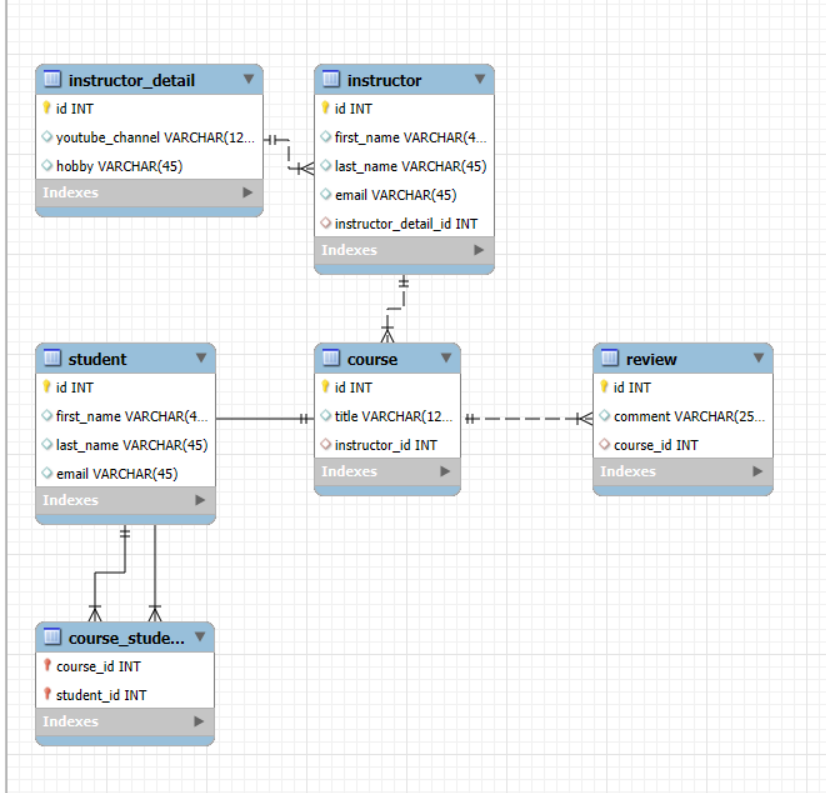 instructor_detail
id INT
youtube_channel VARCHAR(12...
hobby VARCHAR(45)
Indexes
instructor
id INT
first_name VARCHAR(4...
last_name VARCHAR(45)
email VARCHAR(45)
instructor_detail_id INT
Indexes
student
id INT
first_name VARCHAR(4...
last_name VARCHAR(45)
email VARCHAR(45)
Indexes
course
id INT
title VARCHAR(12...
instructor_id INT
Indexes
review
id INT
comment VARCHAR(25...
course_id INT
Indexes
course_stude...
course_id INT
student_id INT
Indexes